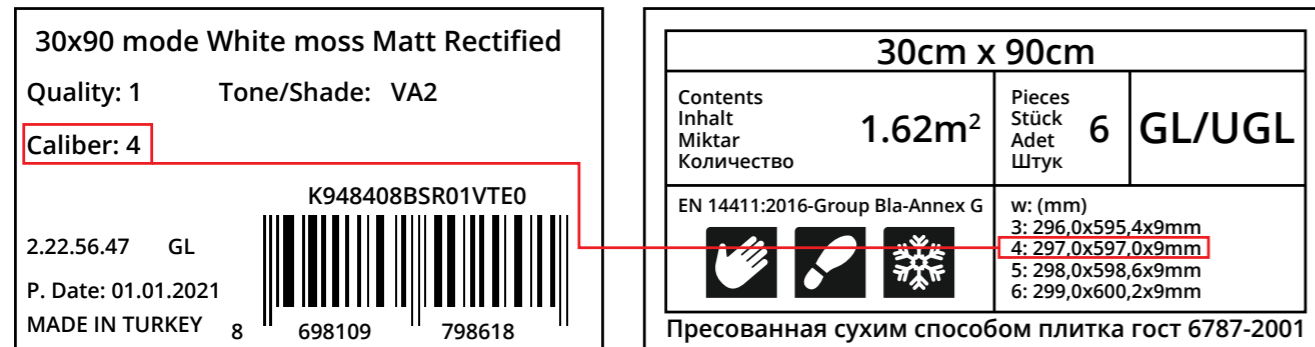 30x90 mode White moss Matt Rectified
Quality: 1 Tone/Shade: VA2
Caliber: 4
K948408BSR01VTE0
2.22.56.47 GL
P. Date: 01.01.2021
MADE IN TURKEY
8 698109 798618
30cm x 90cm
Contents
Inhalt
Miktar
Количество
1.62m²
Pieces
Stück
Adet
Штук
6
GL/UGL
EN 14411:2016-Group Bla-Annex G
w: (mm)
3: 296,0x595,4x9mm
4: 297,0x597,0x9mm
5: 298,0x598,6x9mm
6: 299,0x600,2x9mm
Пресованная сухим способом плитка гост 6787-2001